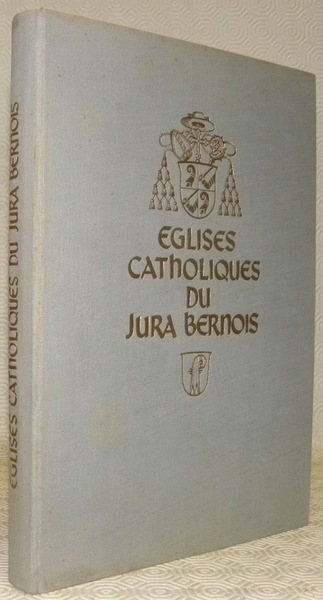 EGLISES CATHOLIQUES DU JURA BERNOIS
EGLISES
CATHOLIQUES
DU
JURA BERNOIS